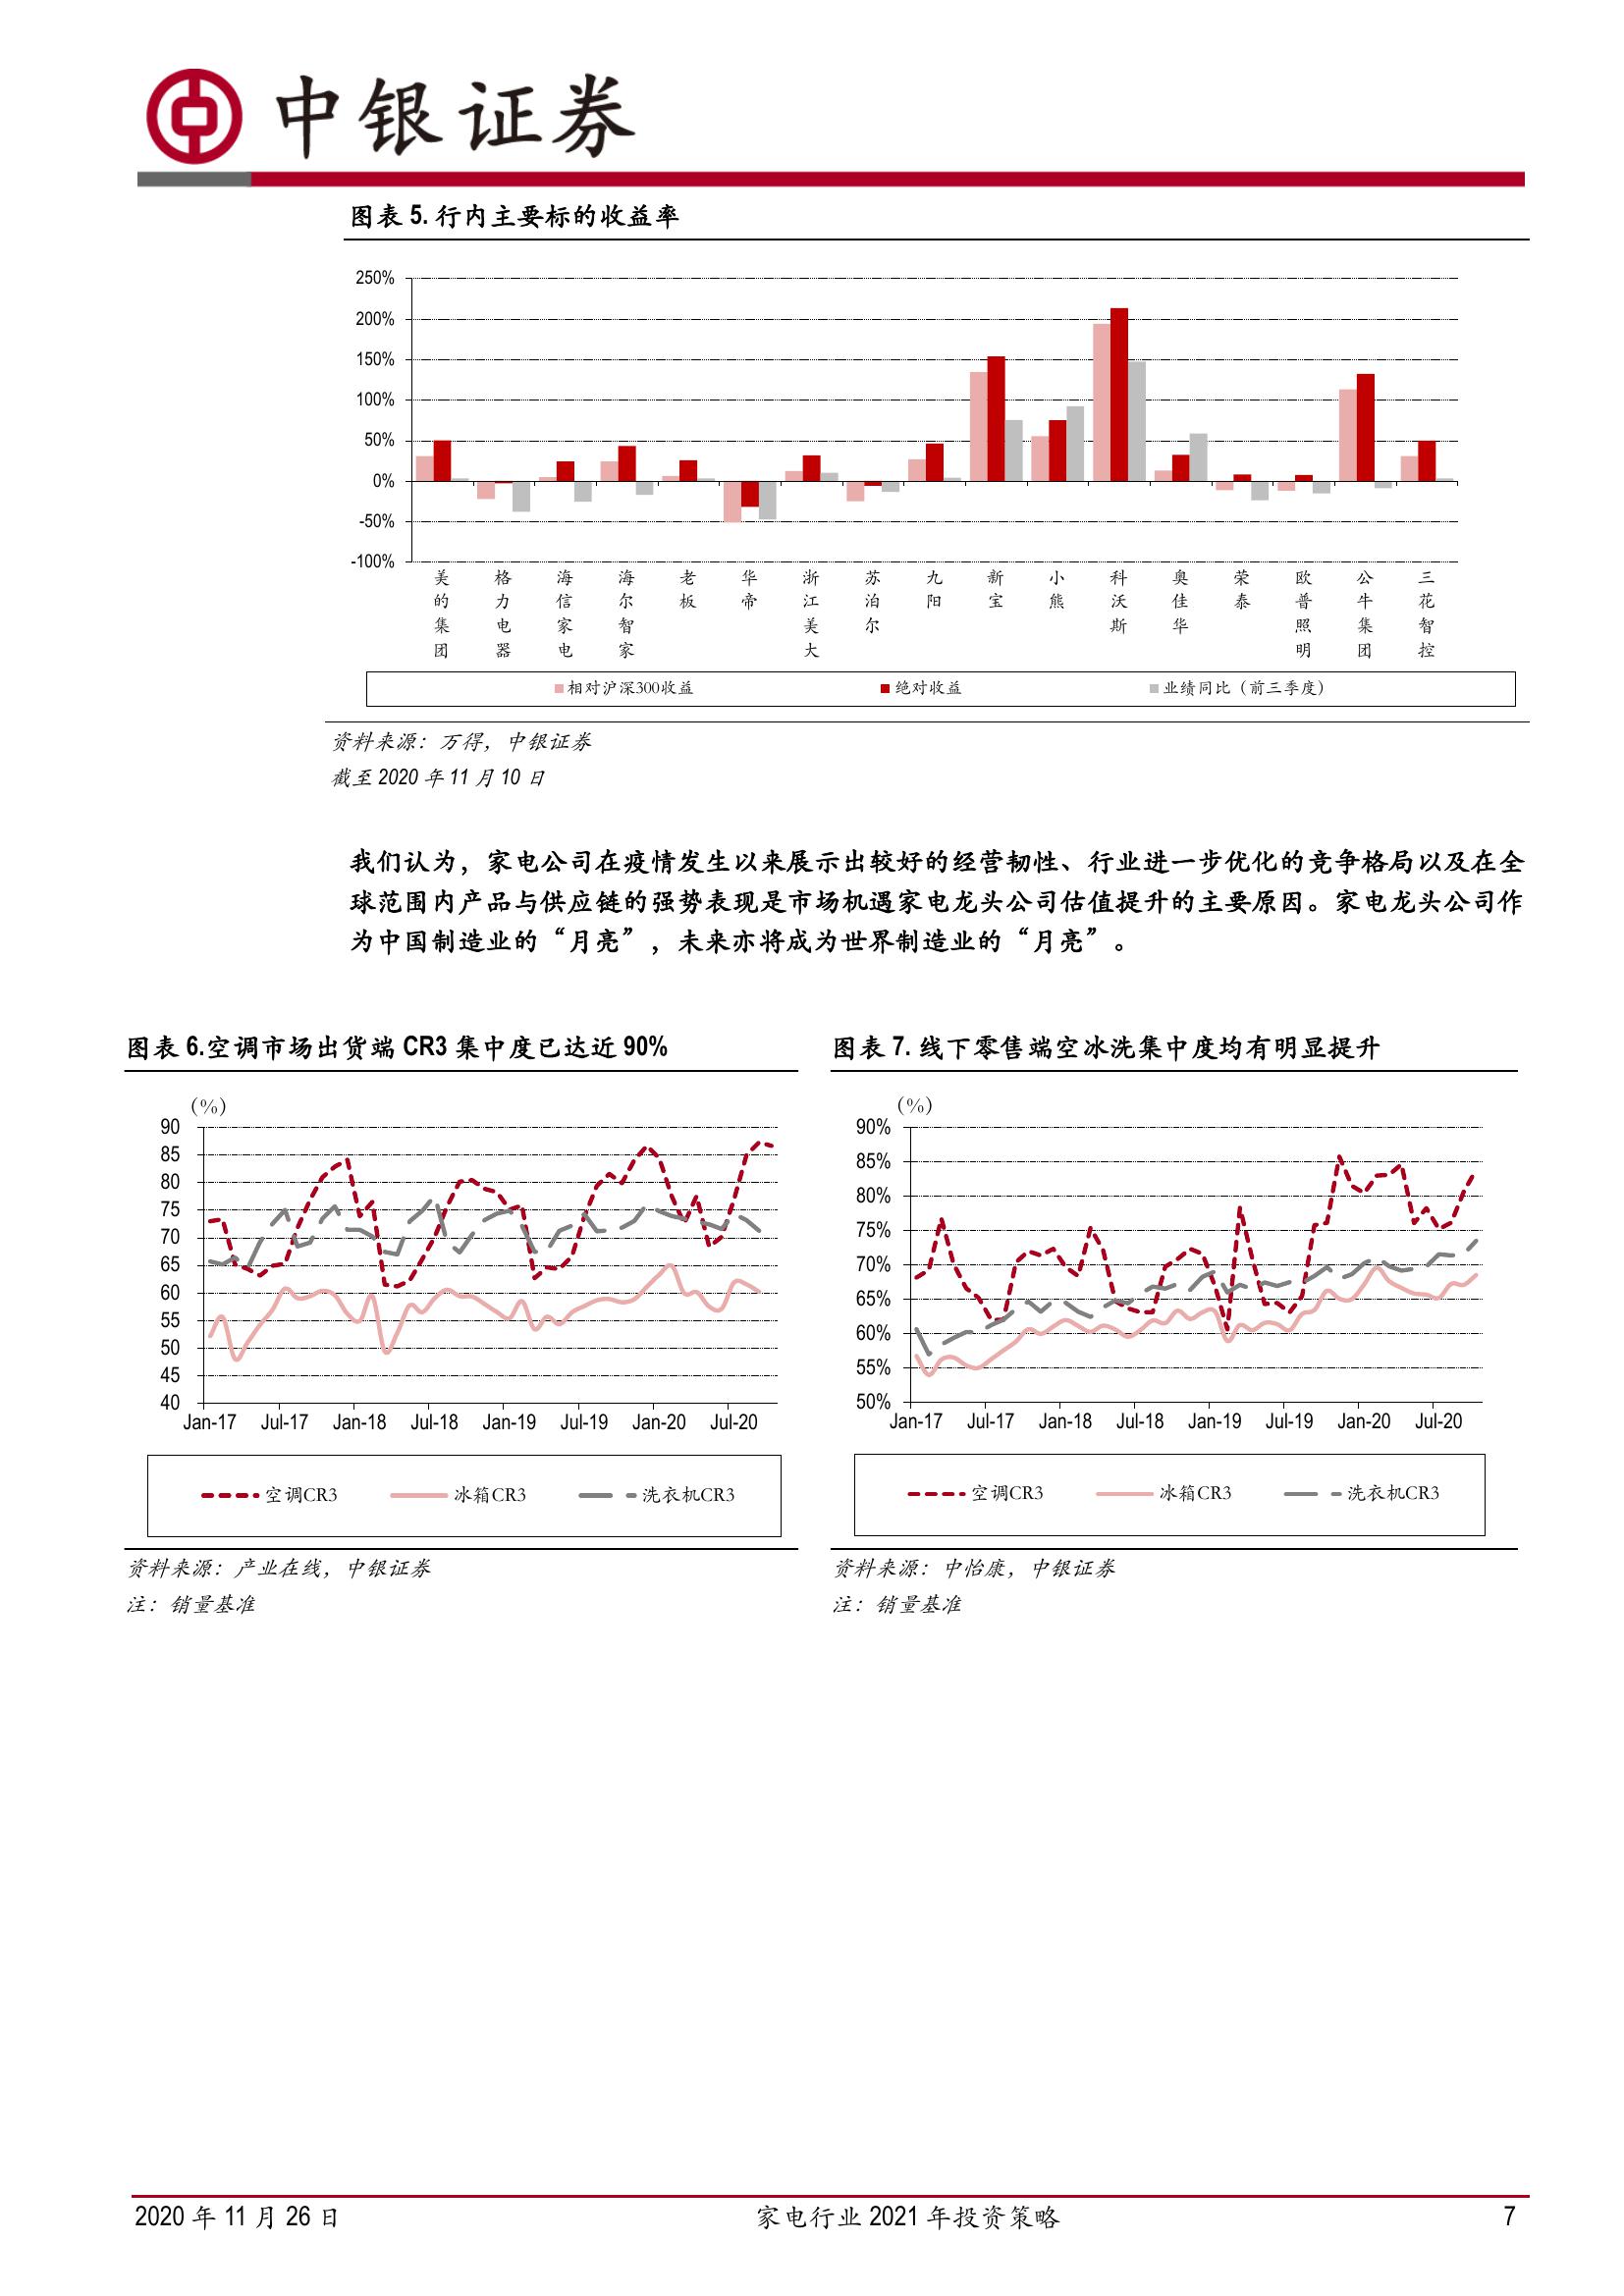 中银证券
图表 5. 行内主要标的收益率
250%
200%
150%
100%
50%
0%
-50%
-100%
美的集团
格力电器
海信家电
海尔智家
老板
华帝
浙江美大
苏泊尔
九阳
新宝
小熊
科沃斯
奥佳华
荣泰
欧普照明
公牛集团
三花智控
相对沪深300收益 绝对收益 业绩同比（前三季度）
资料来源：万得，中银证券
截至 2020 年 11 月 10 日
我们认为，家电公司在疫情发生以来展示出较好的经营韧性、行业进一步优化的竞争格局以及在全
球范围内产品与供应链的强势表现是市场机遇家电龙头公司估值提升的主要原因。家电龙头公司作
为中国制造业的“月亮”，未来亦将成为世界制造业的“月亮”。
图表 6.空调市场出货端 CR3 集中度已达近 90%
(%)
90
85
80
75
70
65
60
55
50
45
40
Jan-17 Jul-17 Jan-18 Jul-18 Jan-19 Jul-19 Jan-20 Jul-20
空调CR3 冰箱CR3 洗衣机CR3
资料来源：产业在线，中银证券
注：销量基准
图表 7. 线下零售端空冰洗集中度均有明显提升
(%)
90%
85%
80%
75%
70%
65%
60%
55%
50%
Jan-17 Jul-17 Jan-18 Jul-18 Jan-19 Jul-19 Jan-20 Jul-20
空调CR3 冰箱CR3 洗衣机CR3
资料来源：中怡康，中银证券
注：销量基准
2020 年 11 月 26 日 家电行业 2021 年投资策略 7